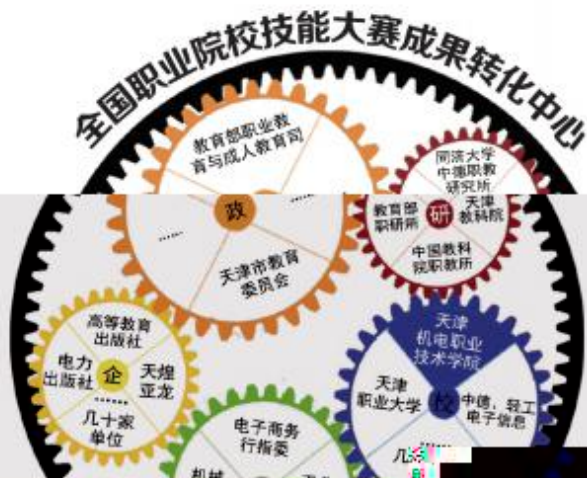 全国职业院校技能大赛成果转化中心
教育部职业教
育与成人教育司
政
……
……
天津市教育
委员会
同济大学
中德职教
研究所
教育部
职研所
研
天津
教科院
中国教科
院职教所
高等教育
出版社
电力
出版社
企
天煌
亚龙
……
几十家
单位
天津
机电职业
技术学院
天津
职业大学
校
中德、轻工
电子信息
……
电子商务
行指委
机械